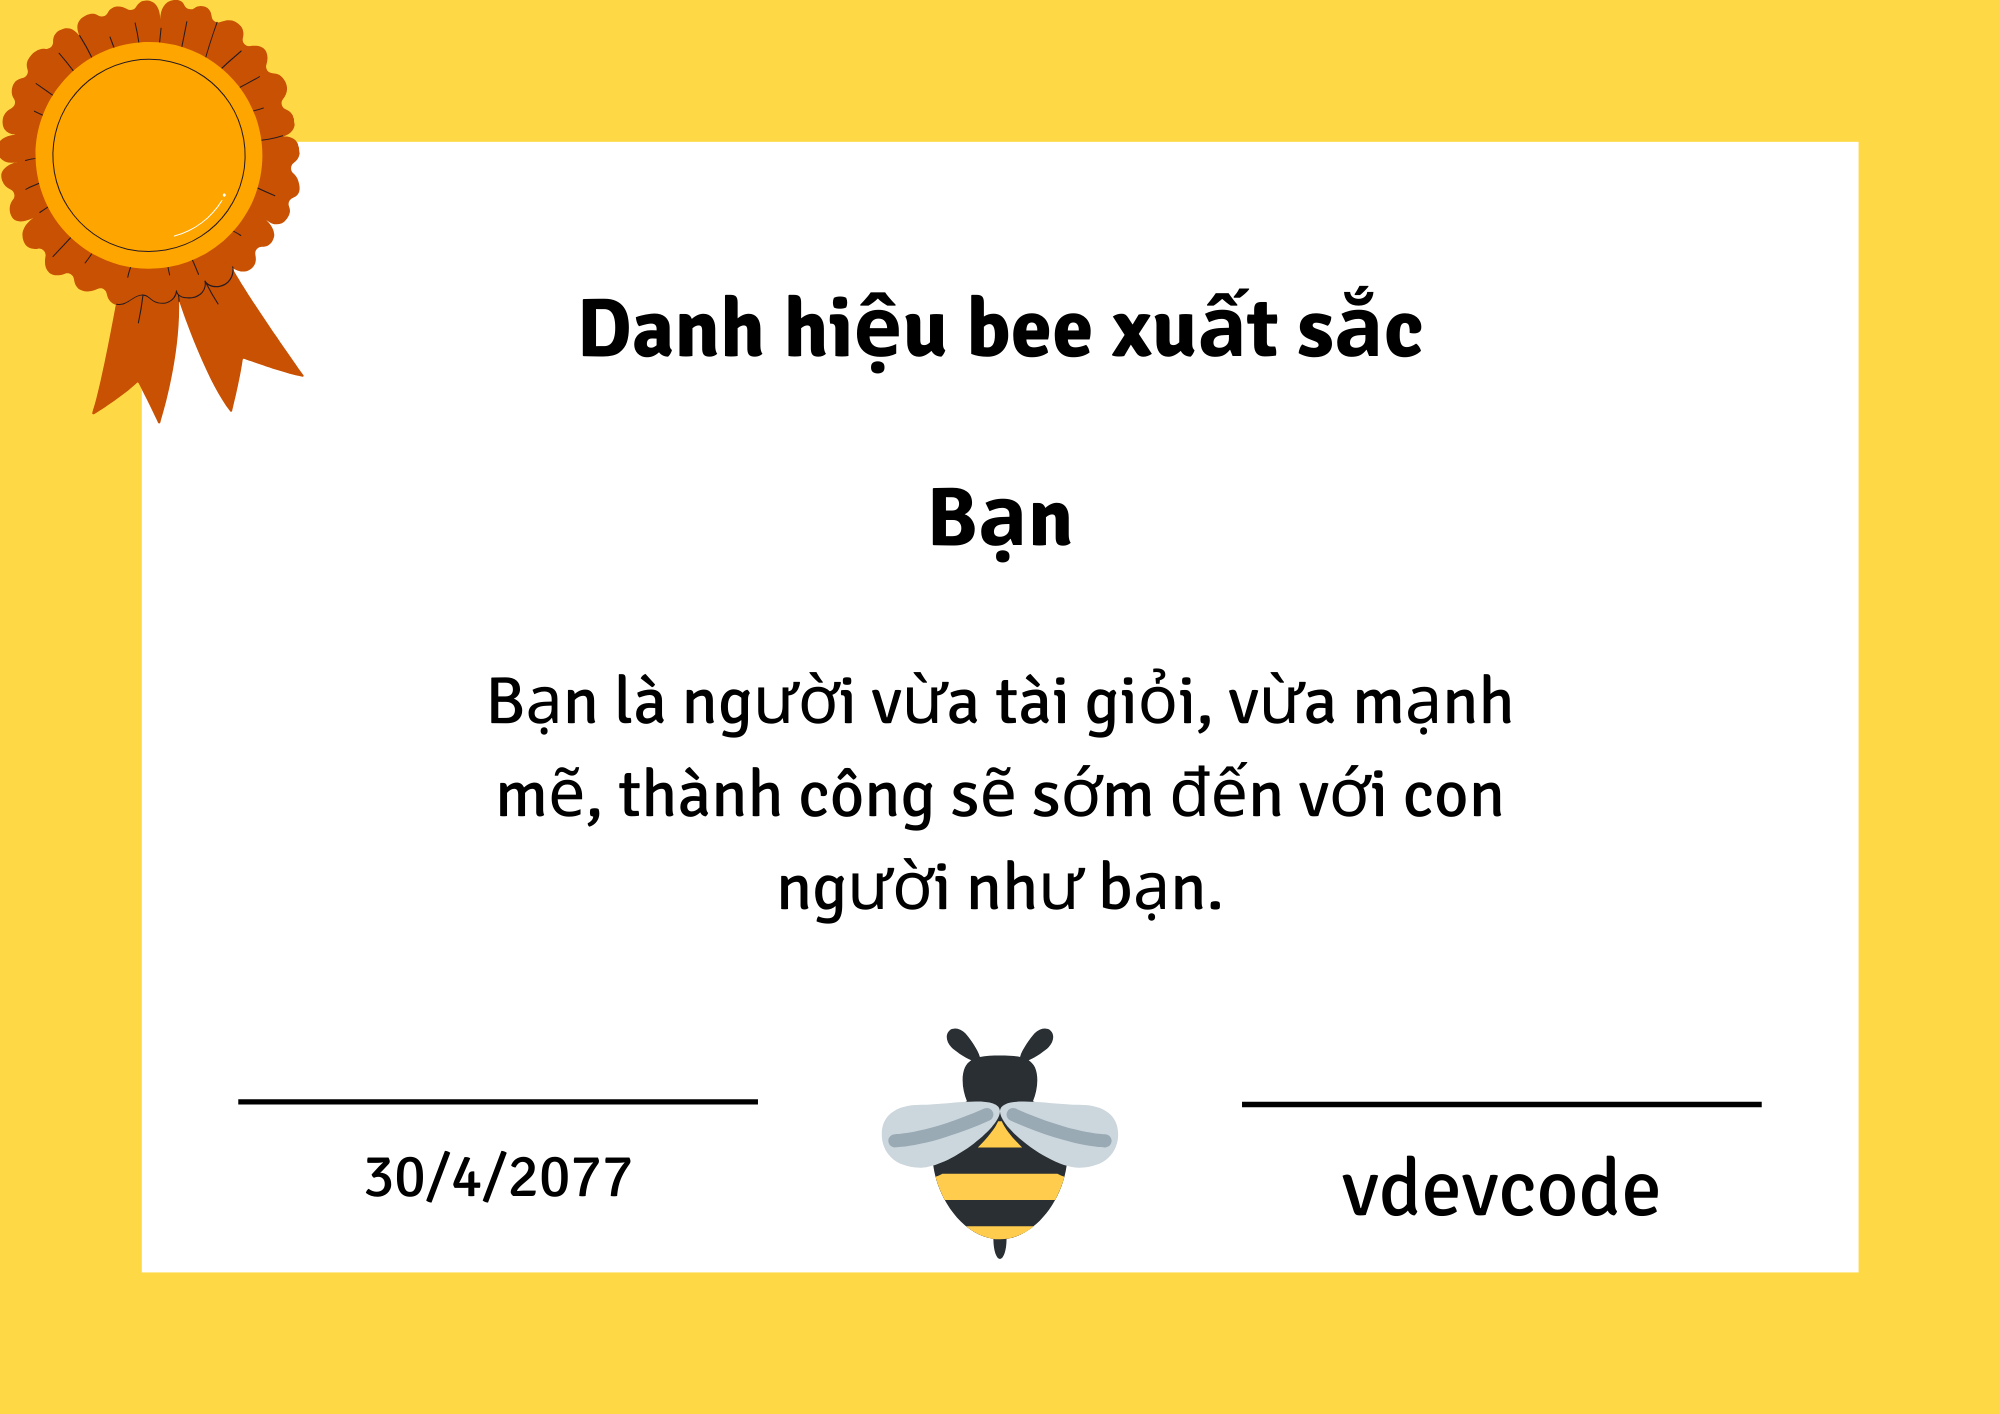 Danh hiệu bee xuất sắc
Bạn
Bạn là người vừa tài giỏi, vừa mạnh
mẽ, thành công sẽ sớm đến với con
người như bạn.
30/4/2077
vdevcode